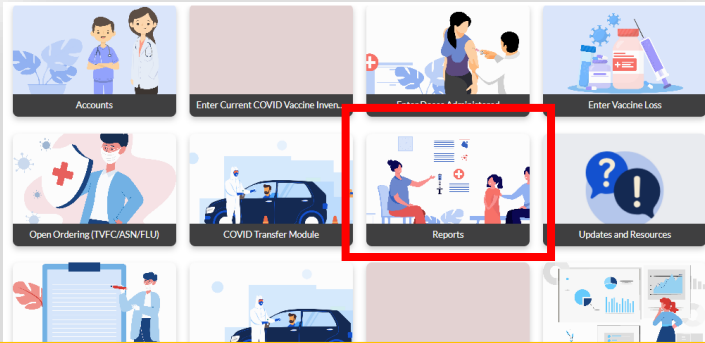 Accounts
Enter Current COVID Vaccine Inven...
Enter Doses Administered
Enter Vaccine Loss
Open Ordering (TVFC/ASN/FLU)
COVID Transfer Module
Reports
Updates and Resources